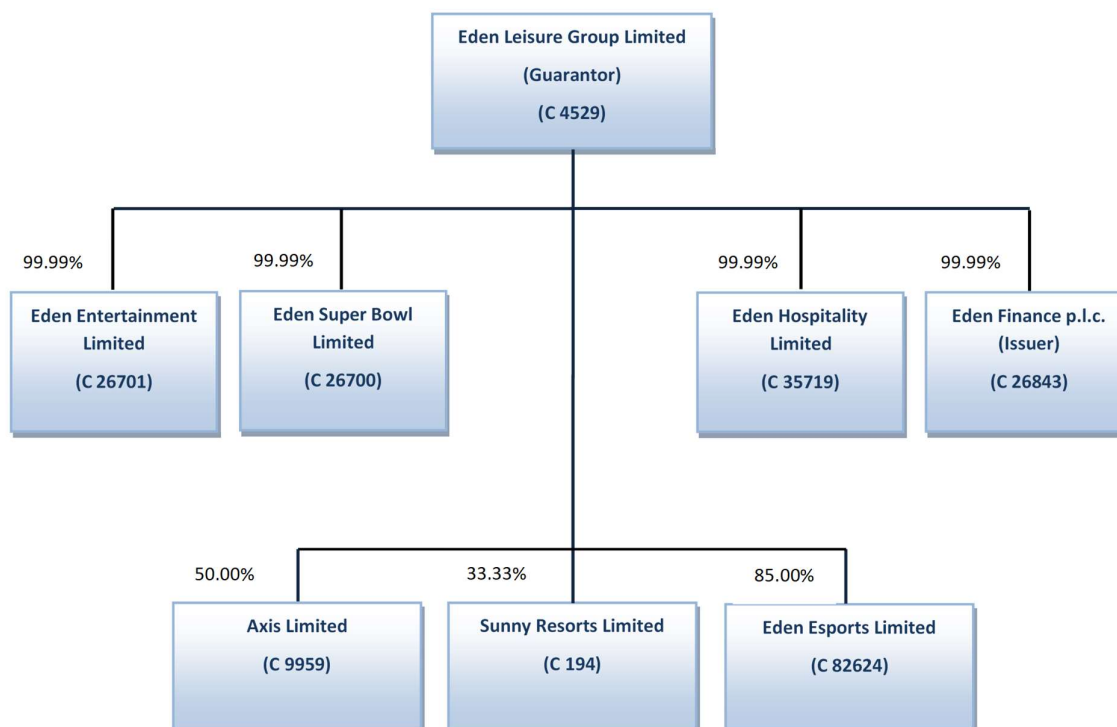 Eden Leisure Group Limited
(Guarantor)
(C 4529)
99.99%
99.99%
99.99%
99.99%
Eden Entertainment
Limited
(C 26701)
Eden Super Bowl
Limited
(C 26700)
Eden Hospitality
Limited
(C 35719)
Eden Finance p.l.c.
(Issuer)
(C 26843)
50.00%
33.33%
85.00%
Axis Limited
(C 9959)
Sunny Resorts Limited
(C 194)
Eden Esports Limited
(C 82624)